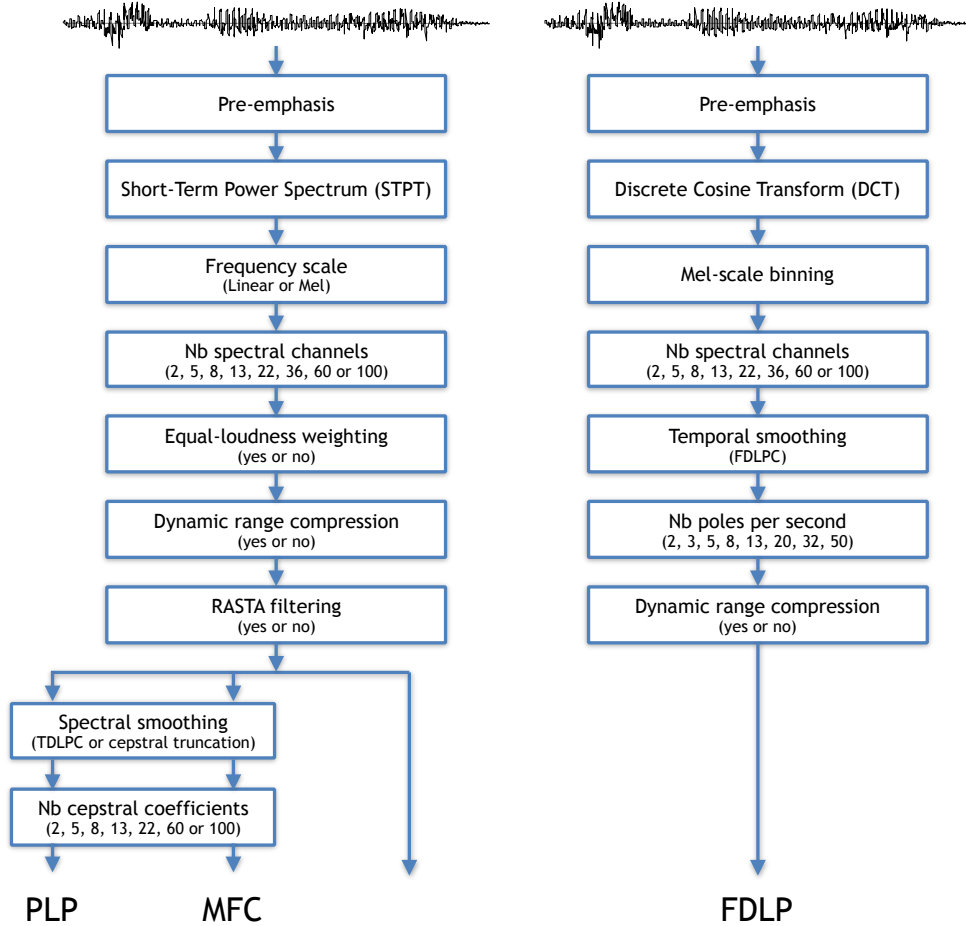 Pre-emphasis
Short-Term Power Spectrum (STPT)
Frequency scale
(Linear or Mel)
Nb spectral channels
(2, 5, 8, 13, 22, 36, 60 or 100)
Equal-loudness weighting
(yes or no)
Dynamic range compression
(yes or no)
RASTA filtering
(yes or no)
Spectral smoothing
(TDLPC or cepstral truncation)
Nb cepstral coefficients
(2, 5, 8, 13, 22, 60 or 100)
PLP
MFC
Pre-emphasis
Discrete Cosine Transform (DCT)
Mel-scale binning
Nb spectral channels
(2, 5, 8, 13, 22, 36, 60 or 100)
Temporal smoothing
(FDLPC)
Nb poles per second
(2, 3, 5, 8, 13, 20, 32, 50)
Dynamic range compression
(yes or no)
FDLP